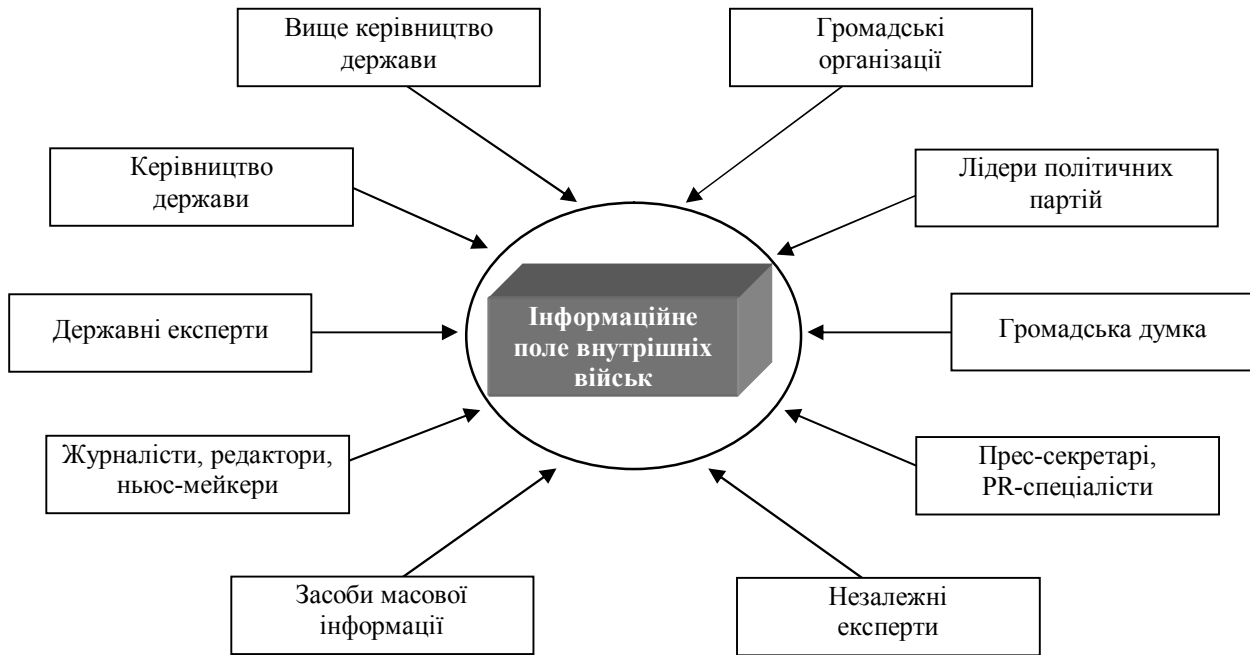 Вище керівництво
держави
Громадські
організації
Керівництво
держави
Лідери політичних
партій
Державні експерти
Інформаційне
поле внутрішніх
військ
Громадська думка
Журналісти, редактори,
ньюс-мейкери
Прес-секретарі,
PR-спеціалісти
Засоби масової
інформації
Незалежні
експерти